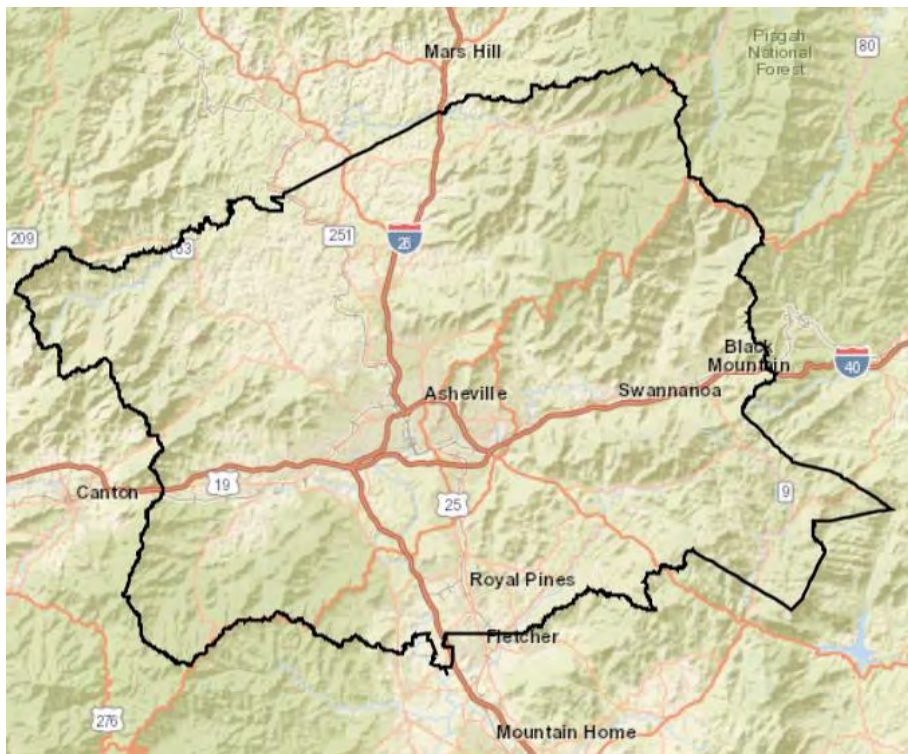 Pisgah
National
Forest
80
Mars Hill
209
251
26
63
Black
Mountain
40
Asheville
Swannanoa
Canton
19
25
9
Royal Pines
Fletcher
276
Mountain Home